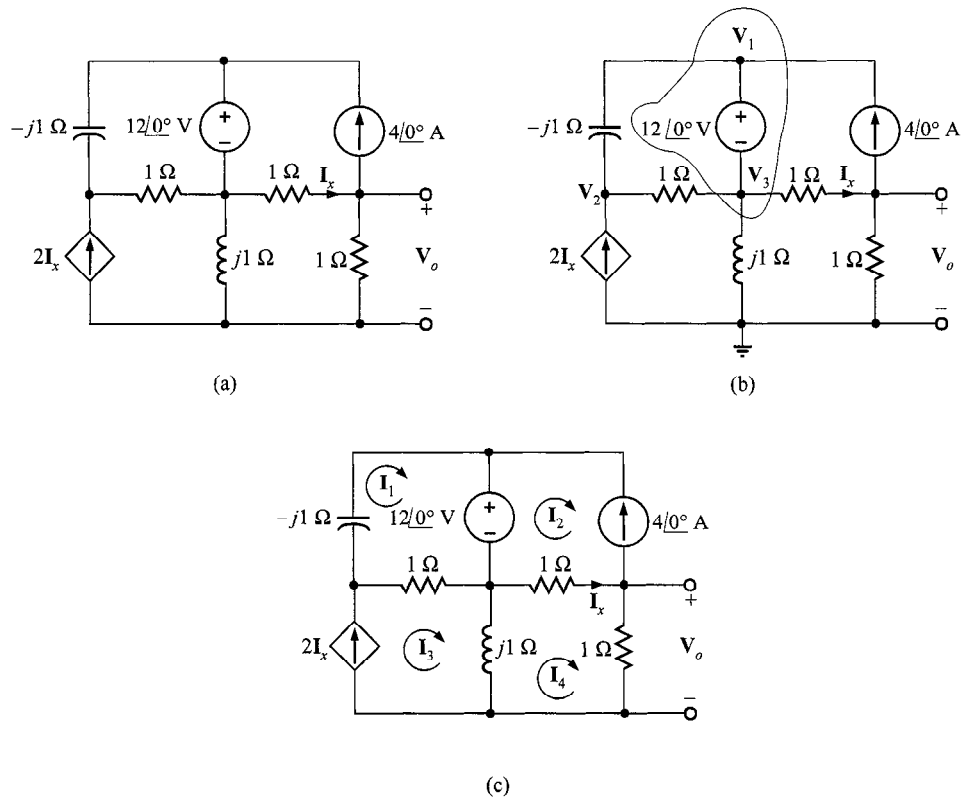 −j1 Ω
12/0° V
+
−
4/0° A
1 Ω
1 Ω
Iₓ
2Iₓ
j1 Ω
1 Ω
+
Vₒ
−
(a)
V₁
−j1 Ω
12/0° V
+
−
4/0° A
V₂
1 Ω
V₃
1 Ω
Iₓ
2Iₓ
j1 Ω
1 Ω
+
Vₒ
−
(b)
I₁
−j1 Ω
12/0° V
+
−
I₂
4/0° A
1 Ω
1 Ω
Iₓ
2Iₓ
I₃
j1 Ω
I₄
1 Ω
+
Vₒ
−
(c)